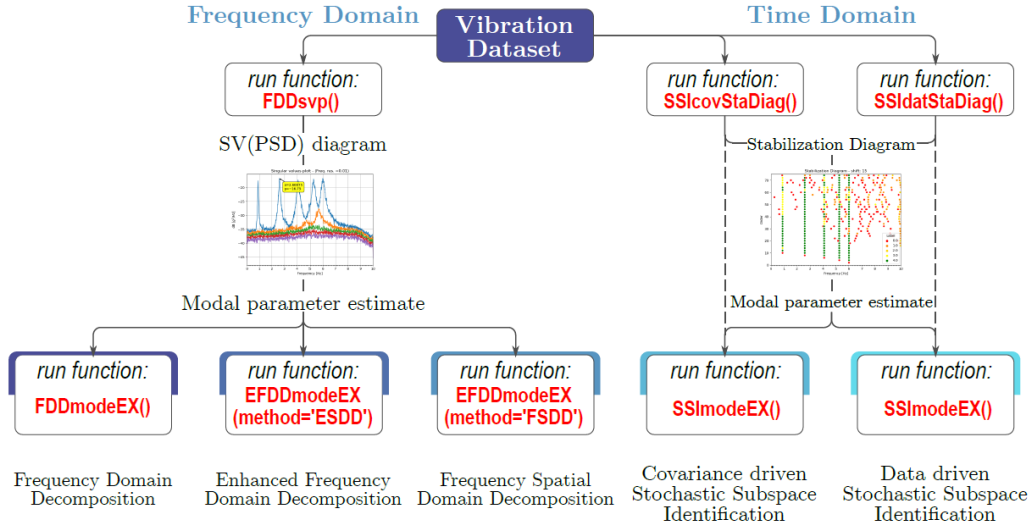 Frequency Domain
Vibration
Dataset
Time Domain
run function:
FDDsvp()
run function:
SSIcovStaDiag()
run function:
SSIdatStaDiag()
SV(PSD) diagram
Stabilization Diagram
Modal parameter estimate
Modal parameter estimate
run function:
FDDmodeEX()
run function:
EFDDmodeEX
(method='ESDD')
run function:
EFDDmodeEX
(method='FSDD')
run function:
SSImodeEX()
run function:
SSImodeEX()
Frequency Domain
Decomposition
Enhanced Frequency
Domain Decomposition
Frequency Spatial
Domain Decomposition
Covariance driven
Stochastic Subspace
Identification
Data driven
Stochastic Subspace
Identification